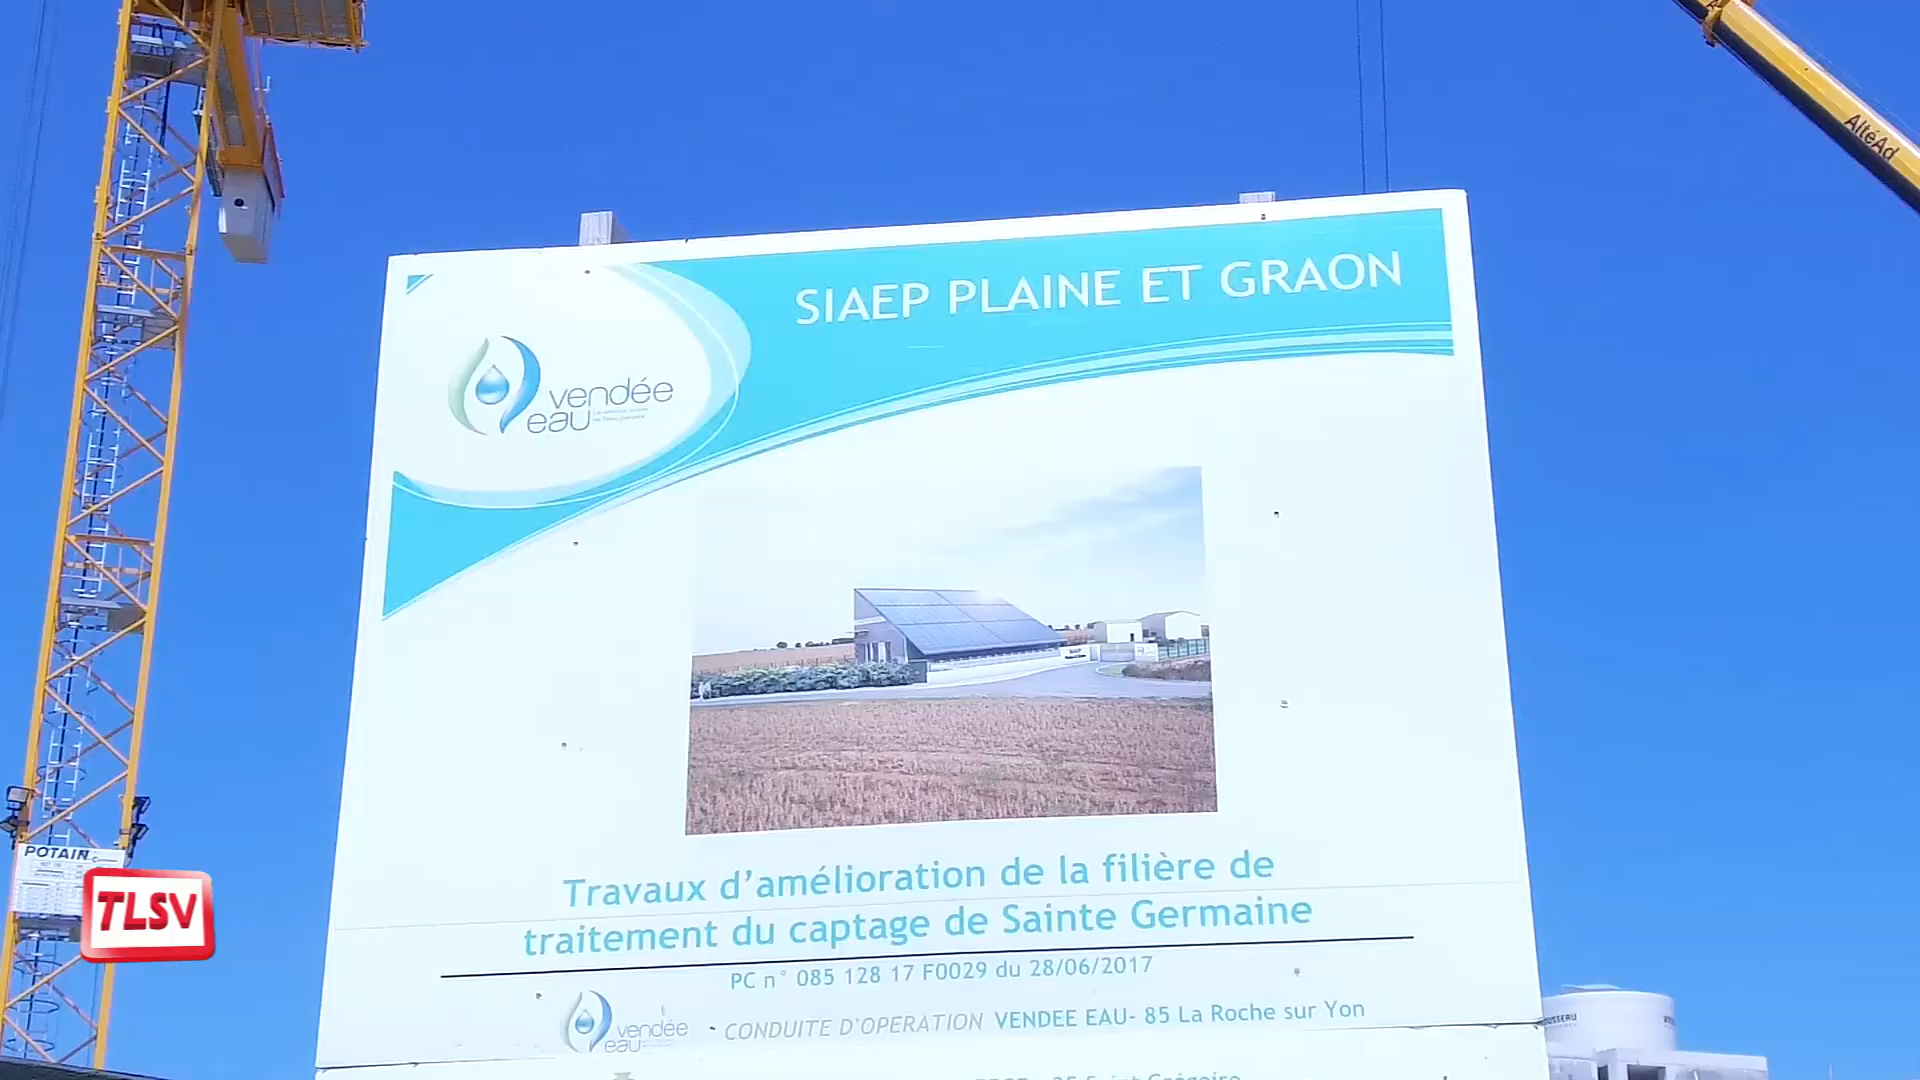 AltéAd
SIAEP PLAINE ET GRAON
vendée
eau
POTAIN
TLSV
Travaux d'amélioration de la filière de
traitement du captage de Sainte Germaine
PC n° 085 128 17 F0029 du 28/06/2017
vendée
eau
CONDUITE D'OPERATION VENDEE EAU- 85 La Roche sur Yon